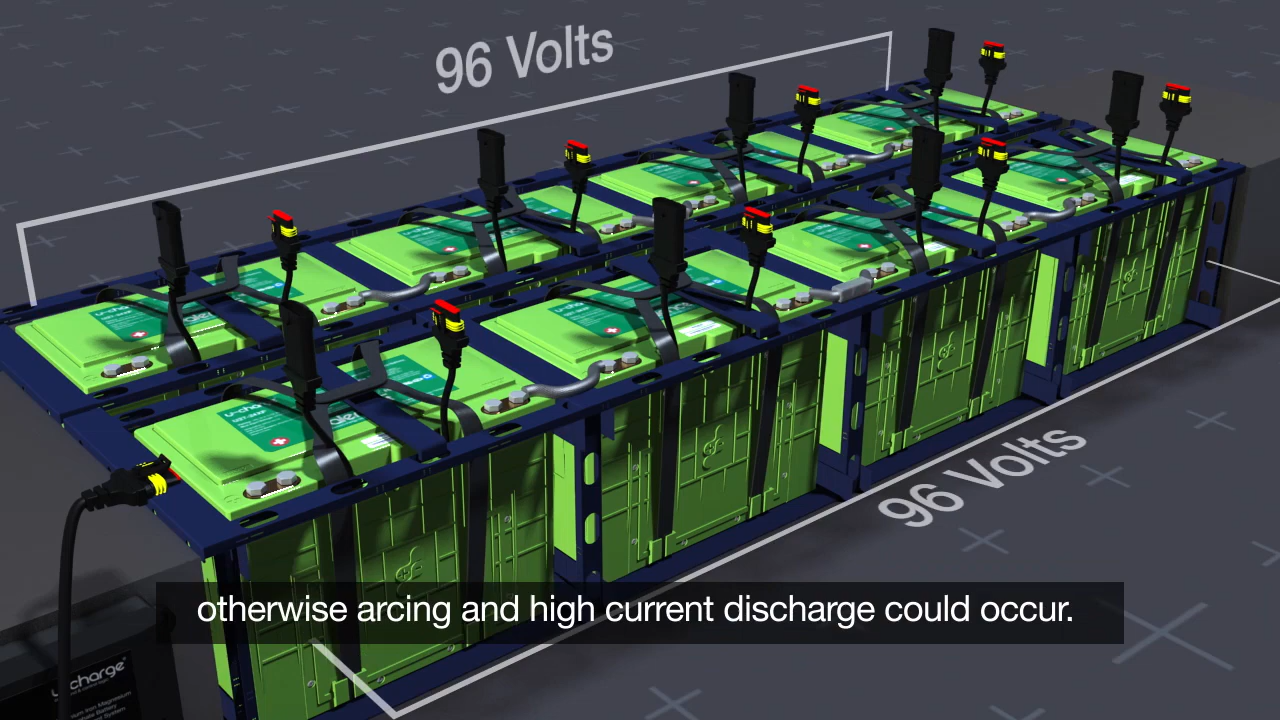 96 Volts
96 Volts
otherwise arcing and high current discharge could occur.
u-charge®